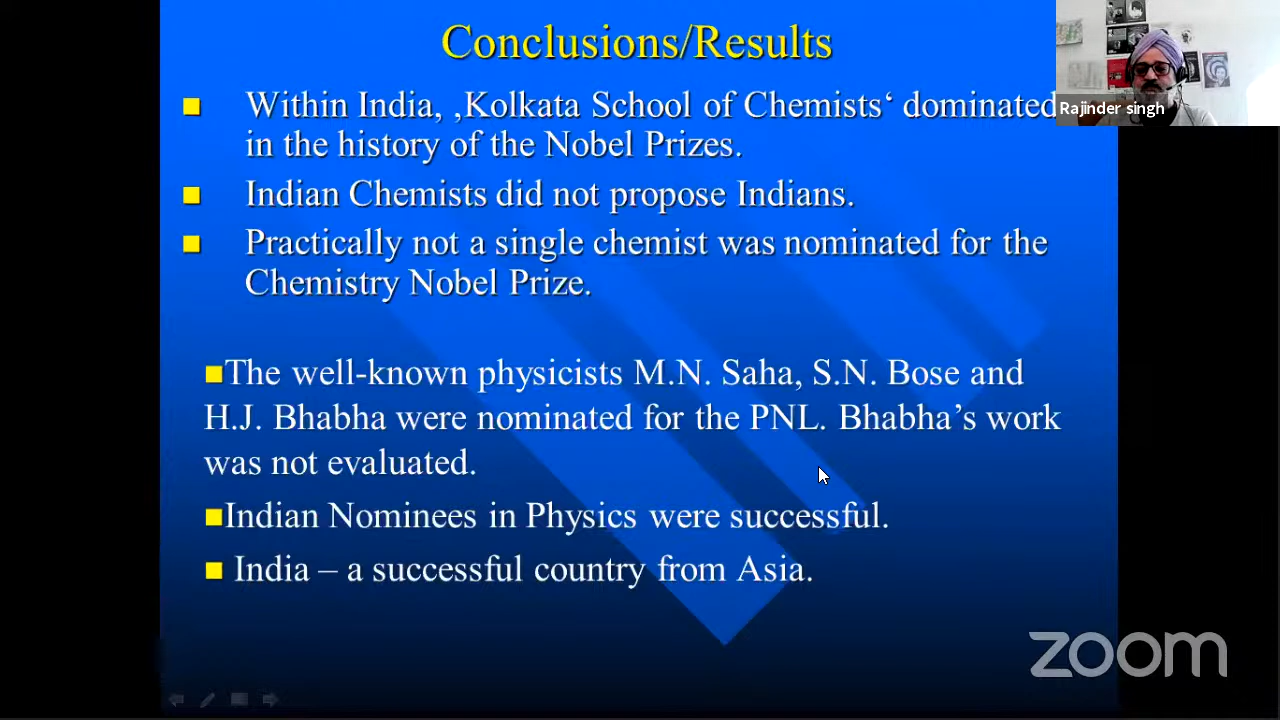 Conclusions/Results
Rajinder singh
■ Within India, ‚Kolkata School of Chemists‘ dominated
in the history of the Nobel Prizes.
■ Indian Chemists did not propose Indians.
■ Practically not a single chemist was nominated for the
Chemistry Nobel Prize.
■The well-known physicists M.N. Saha, S.N. Bose and
H.J. Bhabha were nominated for the PNL. Bhabha’s work
was not evaluated.
■Indian Nominees in Physics were successful.
■ India – a successful country from Asia.
zoom